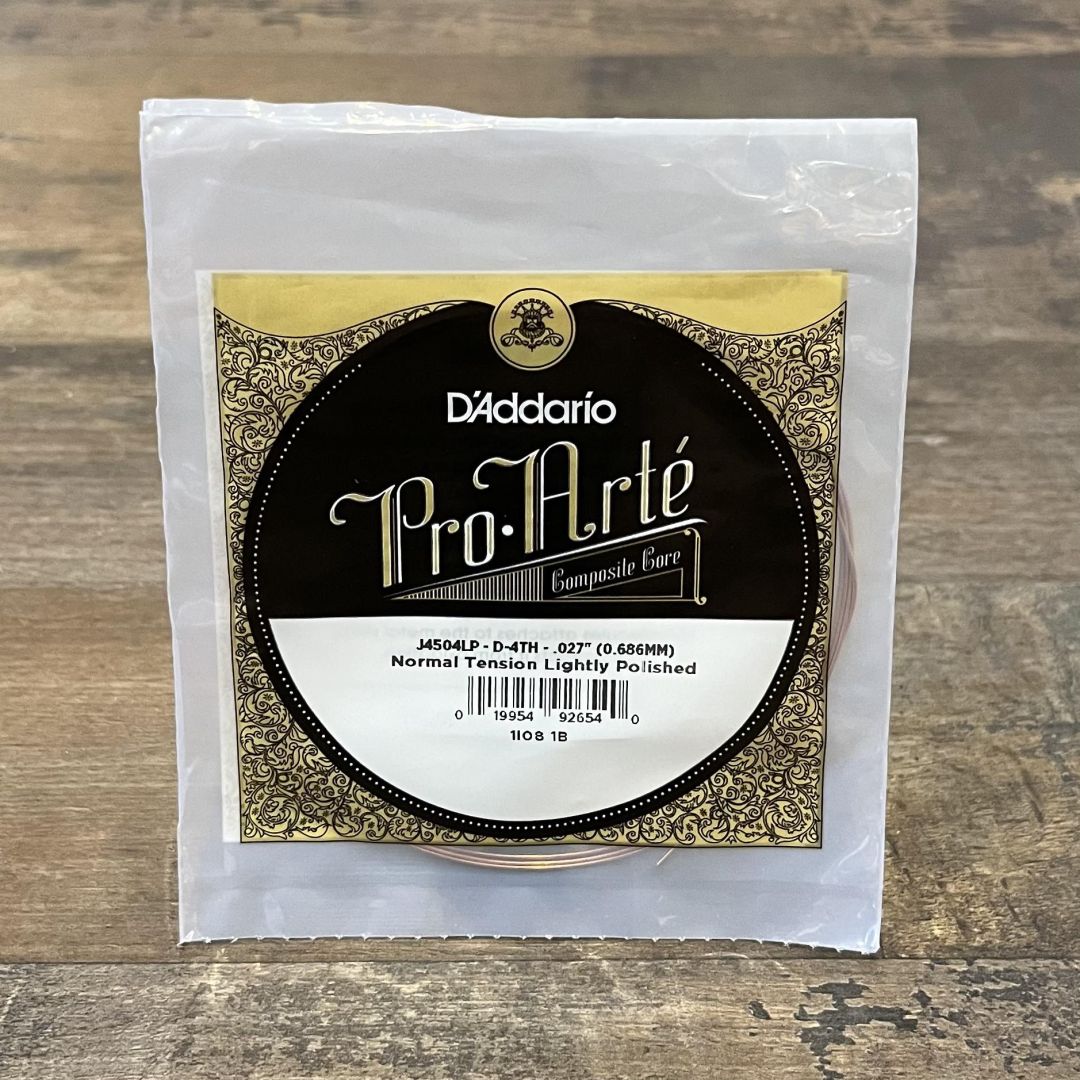 D'Addario
Pro·Arté
Composite Core
J4504LP - D-4TH - .027" (0.686MM)
Normal Tension Lightly Polished
0 19954 92654 0
1108 1B